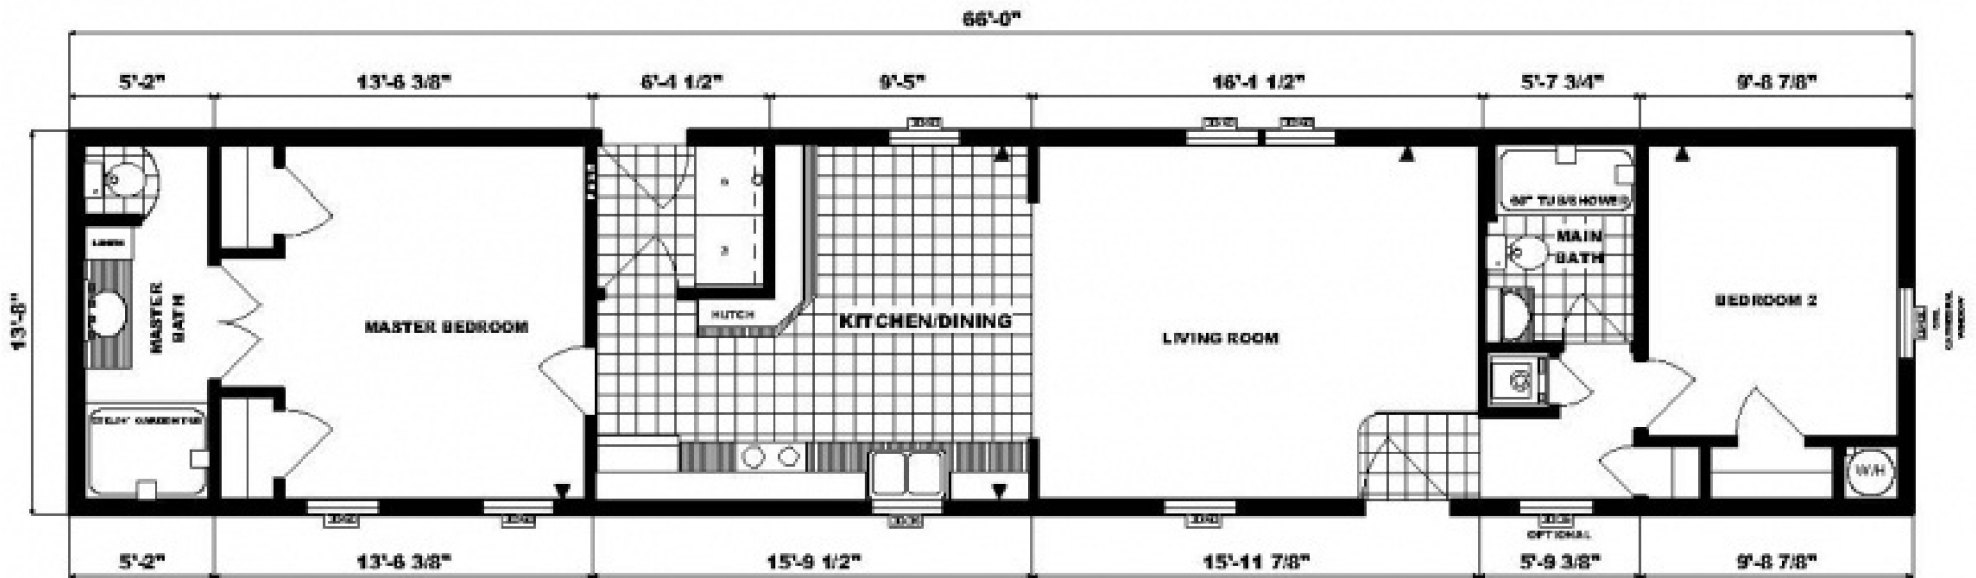 66'-0"
5'-2"
13'-6 3/8"
6'-4 1/2"
9'-5"
16'-1 1/2"
5'-7 3/4"
9'-8 7/8"
13'-8"
LINEN
MASTER
BATH
MASTER BEDROOM
HUTCH
KITCHEN/DINING
LIVING ROOM
60" TUB/SHOWER
MAIN
BATH
BEDROOM 2
W/H
OPTIONAL
5'-2"
13'-6 3/8"
15'-9 1/2"
15'-11 7/8"
5'-9 3/8"
9'-8 7/8"